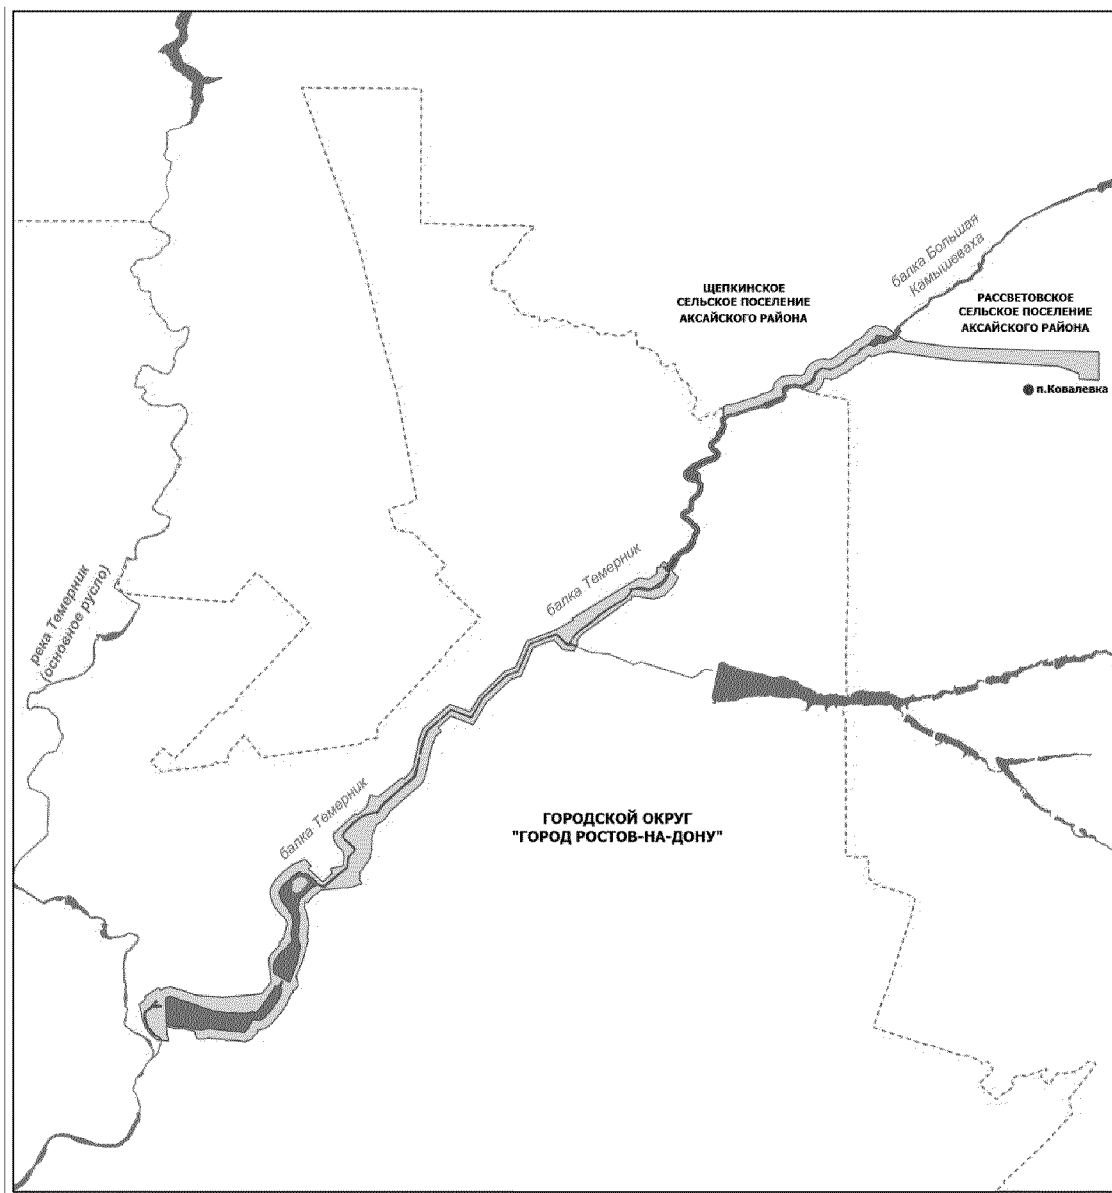 балка Большая
Камышеваха
ЩЕПКИНСКОЕ
СЕЛЬСКОЕ ПОСЕЛЕНИЕ
АКСАЙСКОГО РАЙОНА
РАССВЕТОВСКОЕ
СЕЛЬСКОЕ ПОСЕЛЕНИЕ
АКСАЙСКОГО РАЙОНА
п.Ковалевка
река Темерник
(основное русло)
балка Темерник
балка Темерник
ГОРОДСКОЙ ОКРУГ
"ГОРОД РОСТОВ-НА-ДОНУ"